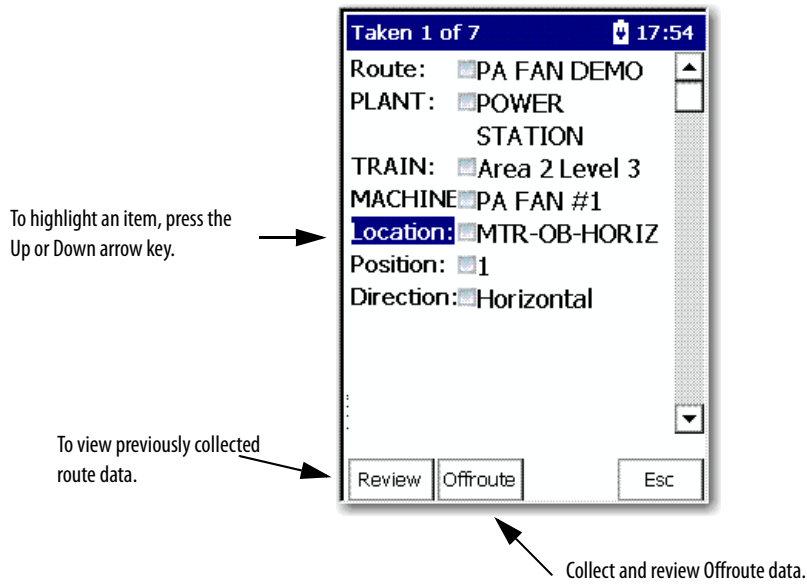 Taken 1 of 7 17:54
Route: PA FAN DEMO
PLANT: POWER
STATION
TRAIN: Area 2 Level 3
MACHINE PA FAN #1
Location: MTR-OB-HORIZ
Position: 1
Direction: Horizontal
To highlight an item, press the
Up or Down arrow key.
To view previously collected
route data.
Review Offroute Esc
Collect and review Offroute data.